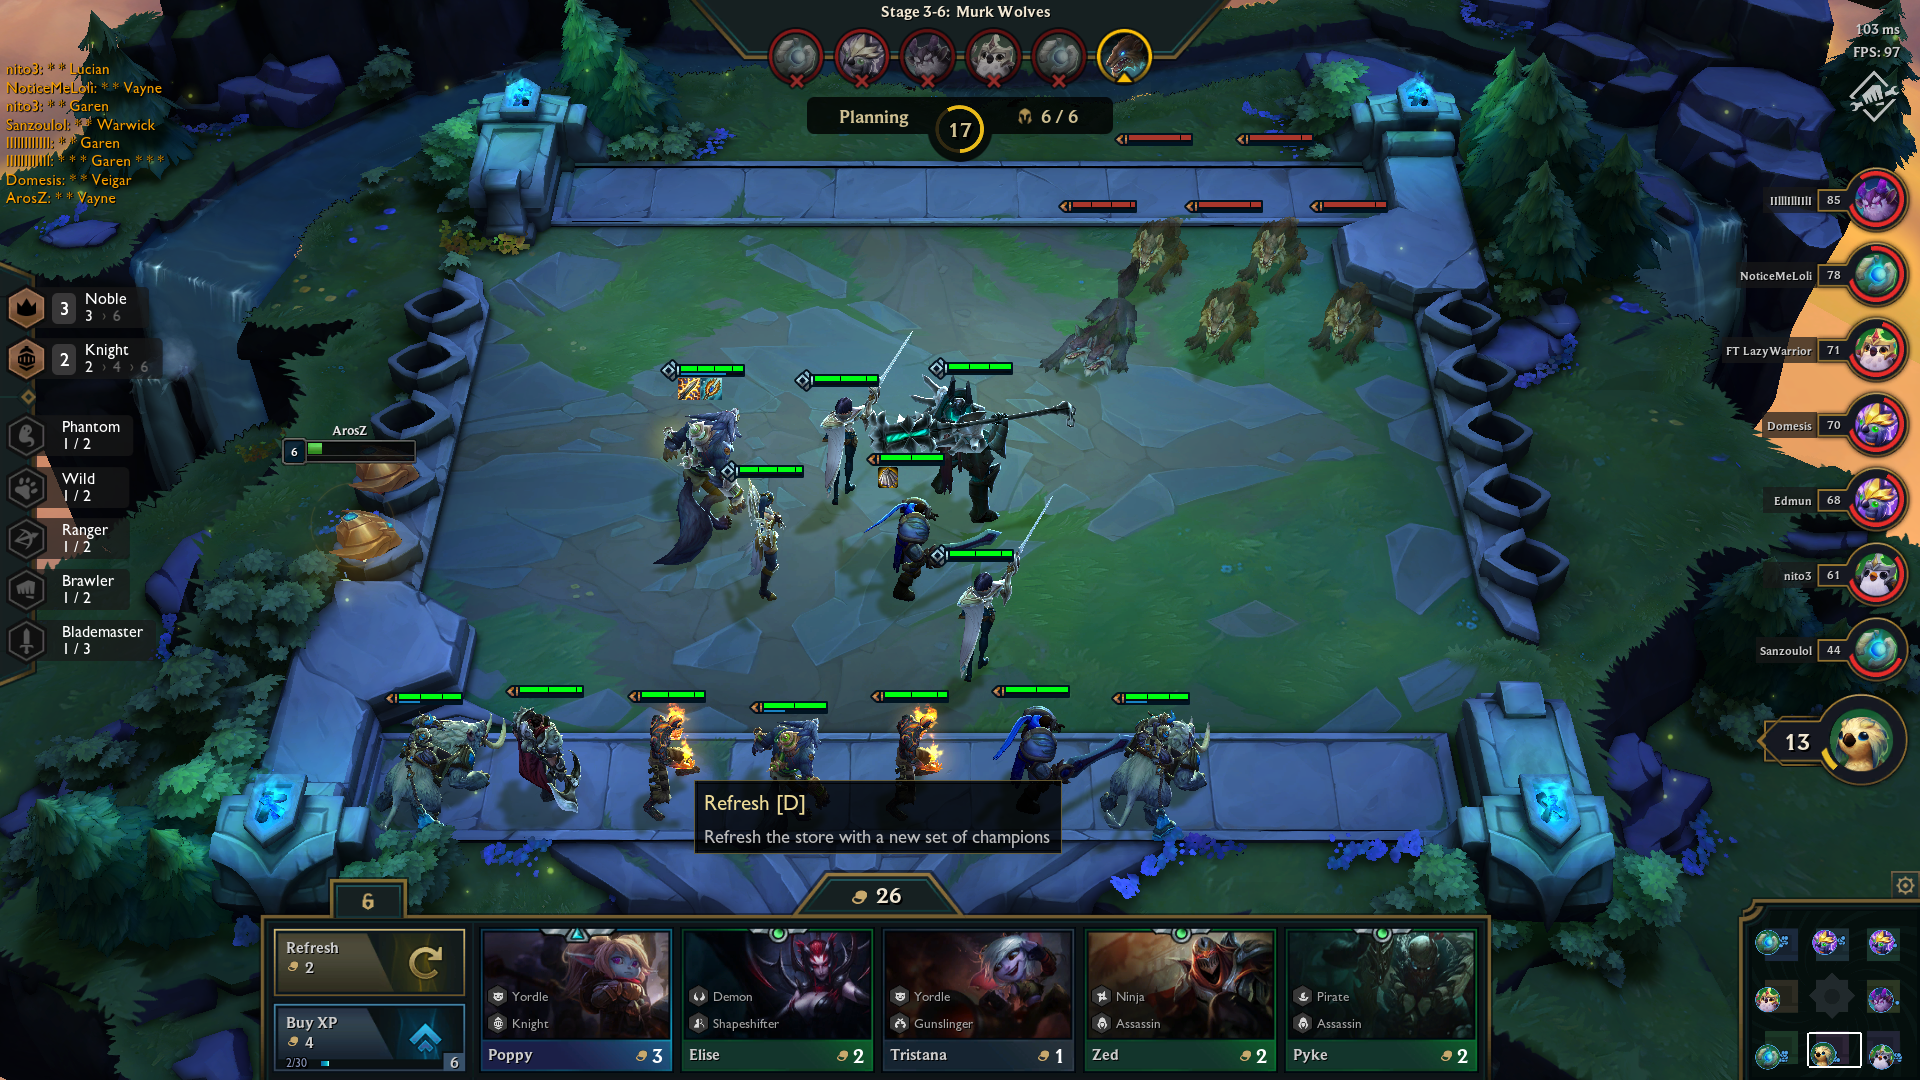 Stage 3-6: Murk Wolves
103 ms
FPS: 97
nito3: * * Lucian
NoticeMeLoli: * * Vayne
nito3: * * Garen
Sanzoulol: * * Warwick
* * Garen
* * * Garen * * *
Domesis: * * Veigar
ArosZ: * * Vayne
Planning
17
6 / 6
85
NoticeMeLoli
78
FT LazyWarrior
71
Domesis
70
Edmun
68
nito3
61
Sanzoulol
44
13
3
Noble
3 › 6
2
Knight
2 › 4 › 6
Phantom
1 / 2
Wild
1 / 2
Ranger
1 / 2
Brawler
1 / 2
Blademaster
1 / 3
ArosZ
6
Refresh [D]
Refresh the store with a new set of champions
6
26
Refresh
2
Buy XP
4
2/30
6
Yordle
Knight
Poppy
3
Demon
Shapeshifter
Elise
2
Yordle
Gunslinger
Tristana
1
Ninja
Assassin
Zed
2
Pirate
Assassin
Pyke
2